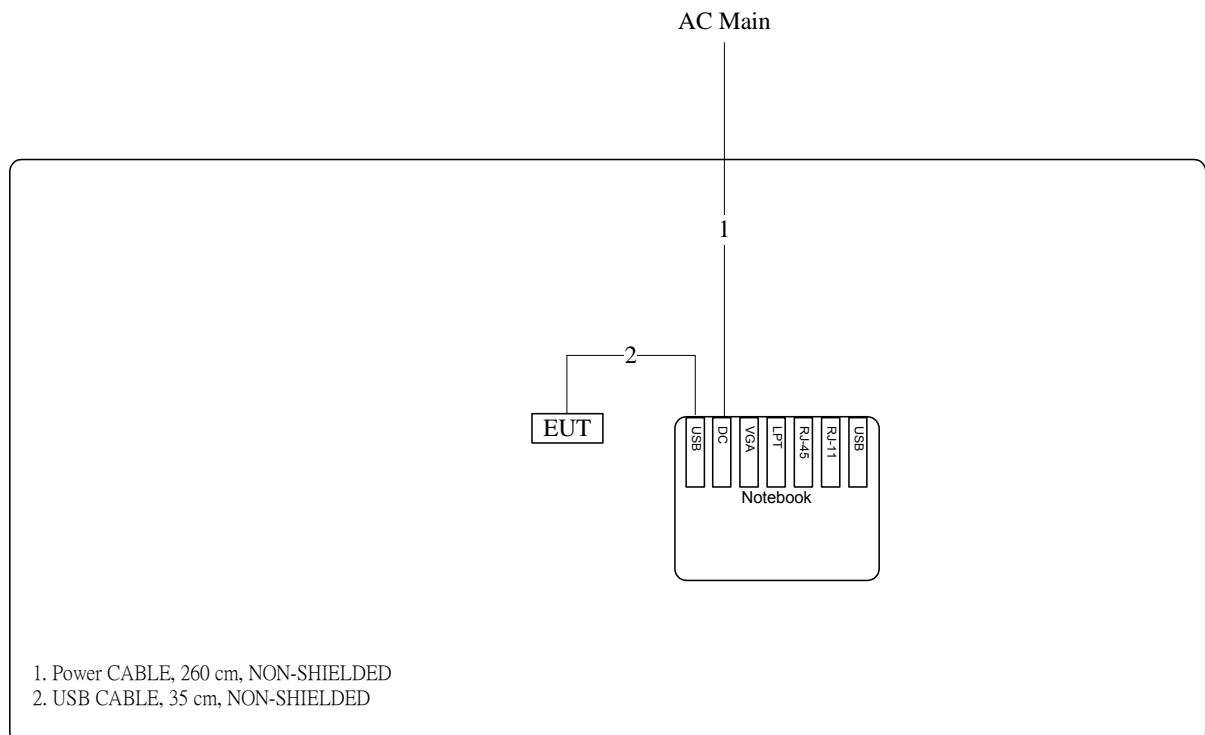 AC Main
1
2
EUT
USB
DC
VGA
LPT
RJ-45
RJ-11
USB
Notebook
1. Power CABLE, 260 cm, NON-SHIELDED
2. USB CABLE, 35 cm, NON-SHIELDED